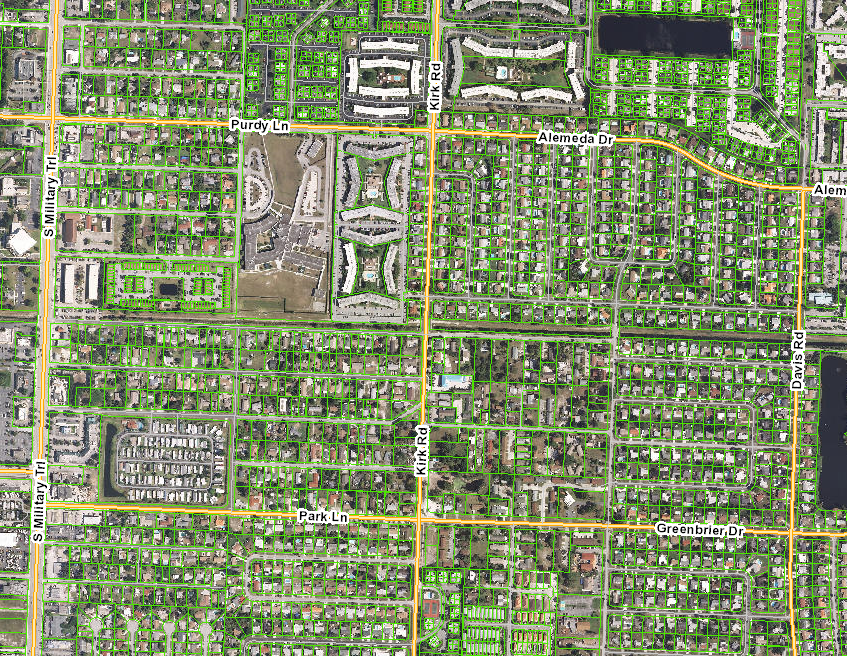 Kirk Rd
Purdy Ln
Alemeda Dr
S Military Trl
Alem
Davis Rd
Kirk Rd
S Military Trl
Park Ln
Greenbrier Dr